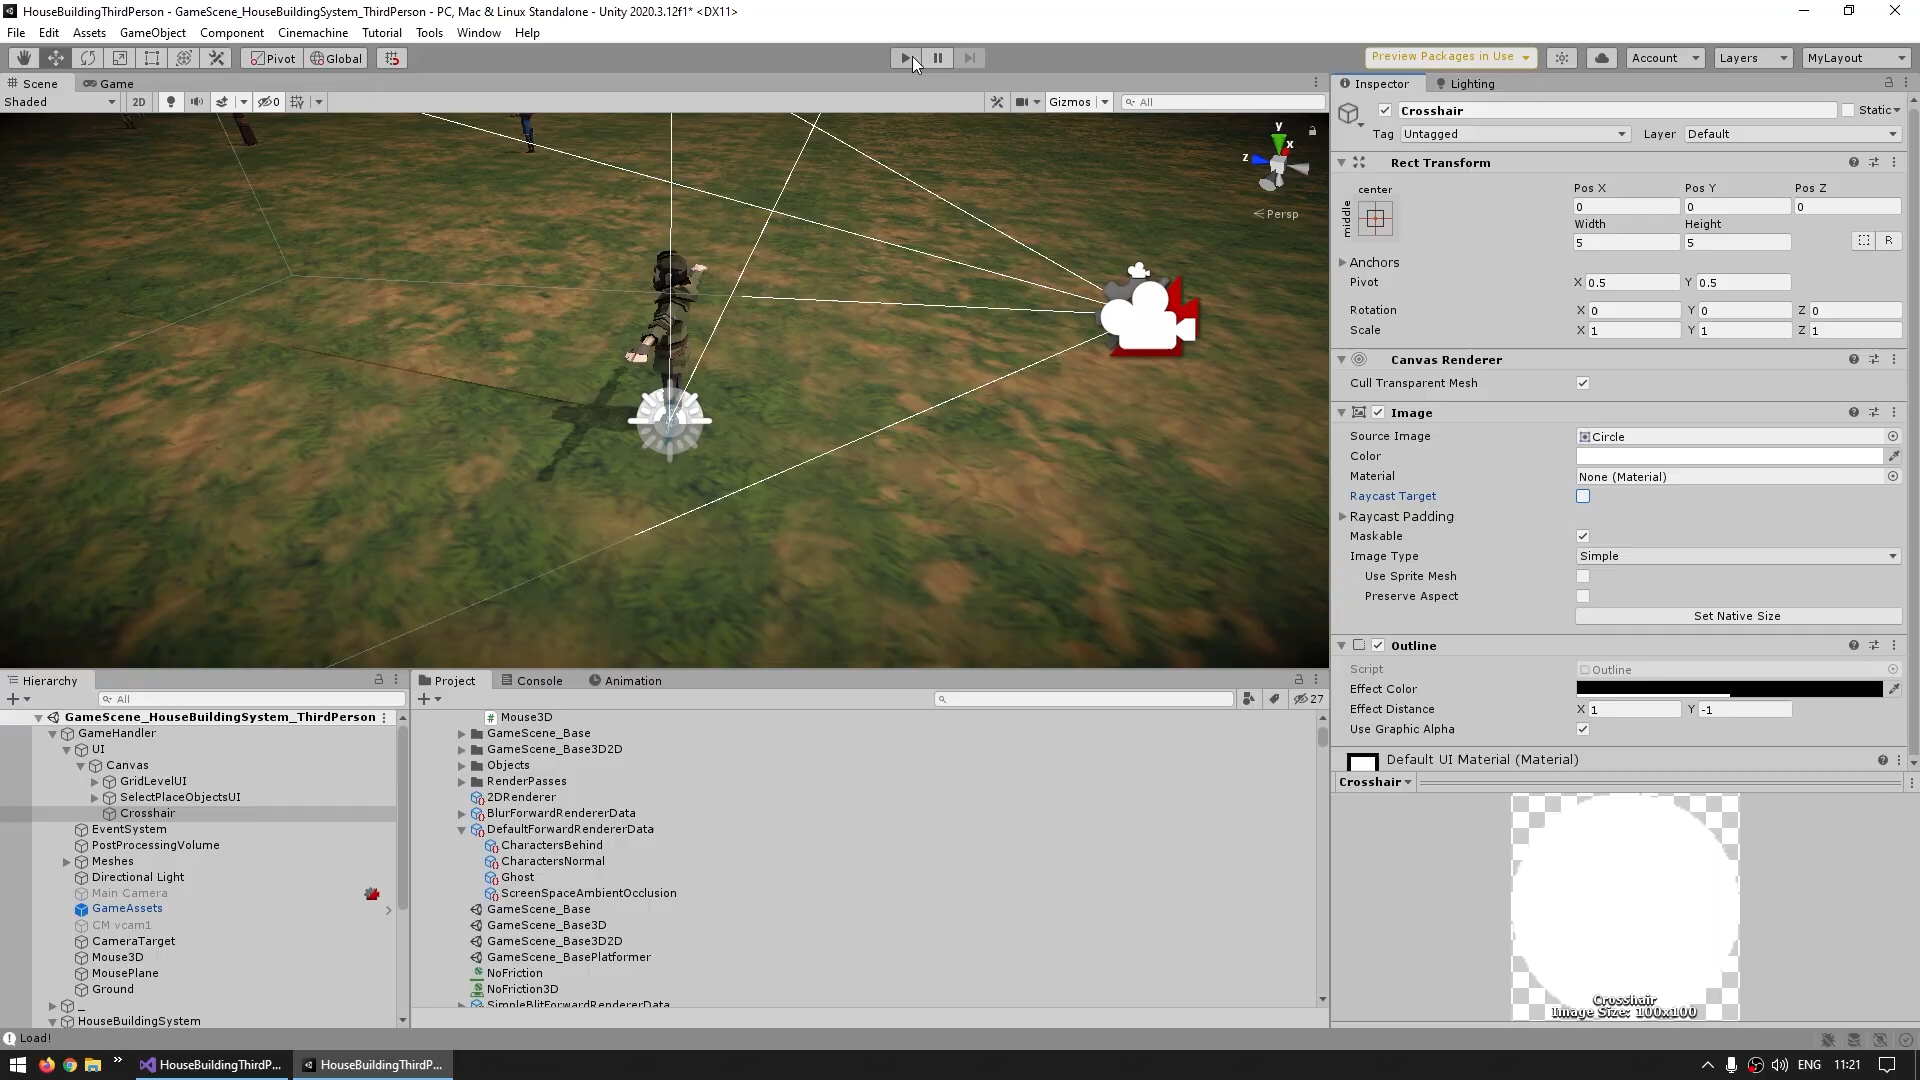 HouseBuildingThirdPerson - GameScene_HouseBuildingSystem_ThirdPerson - PC, Mac & Linux Standalone - Unity 2020.3.12f1* <DX11>
File Edit Assets GameObject Component Cinemachine Tutorial Tools Window Help
Pivot Global Preview Packages in Use Account Layers MyLayout
Scene Game
Shaded 2D 0 Gizmos All
y
x
z
Persp
Inspector Lighting
Crosshair Static
Tag Untagged Layer Default
Rect Transform
center
middle
Pos X Pos Y Pos Z
0 0 0
Width Height
5 5
R
Anchors
Pivot X 0.5 Y 0.5
Rotation X 0 Y 0 Z 0
Scale X 1 Y 1 Z 1
Canvas Renderer
Cull Transparent Mesh
Image
Source Image Circle
Color
Material None (Material)
Raycast Target
Raycast Padding
Maskable
Image Type Simple
Use Sprite Mesh
Preserve Aspect
Set Native Size
Outline
Script Outline
Effect Color
Effect Distance X 1 Y -1
Use Graphic Alpha
Default UI Material (Material)
Crosshair
Crosshair
Image Size: 100x100
Hierarchy
All
GameScene_HouseBuildingSystem_ThirdPerson
GameHandler
UI
Canvas
GridLevelUI
SelectPlaceObjectsUI
Crosshair
EventSystem
PostProcessingVolume
Meshes
Directional Light
Main Camera
GameAssets
CM vcam1
CameraTarget
Mouse3D
MousePlane
Ground
_
HouseBuildingSystem
Project Console Animation
27
Mouse3D
GameScene_Base
GameScene_Base3D2D
Objects
RenderPasses
2DRenderer
BlurForwardRendererData
DefaultForwardRendererData
CharactersBehind
CharactersNormal
Ghost
ScreenSpaceAmbientOcclusion
GameScene_Base
GameScene_Base3D
GameScene_Base3D2D
GameScene_BasePlatformer
NoFriction
NoFriction3D
SimpleBlitForwardRendererData
Load!
HouseBuildingThirdP... HouseBuildingThirdP... ENG 11:21